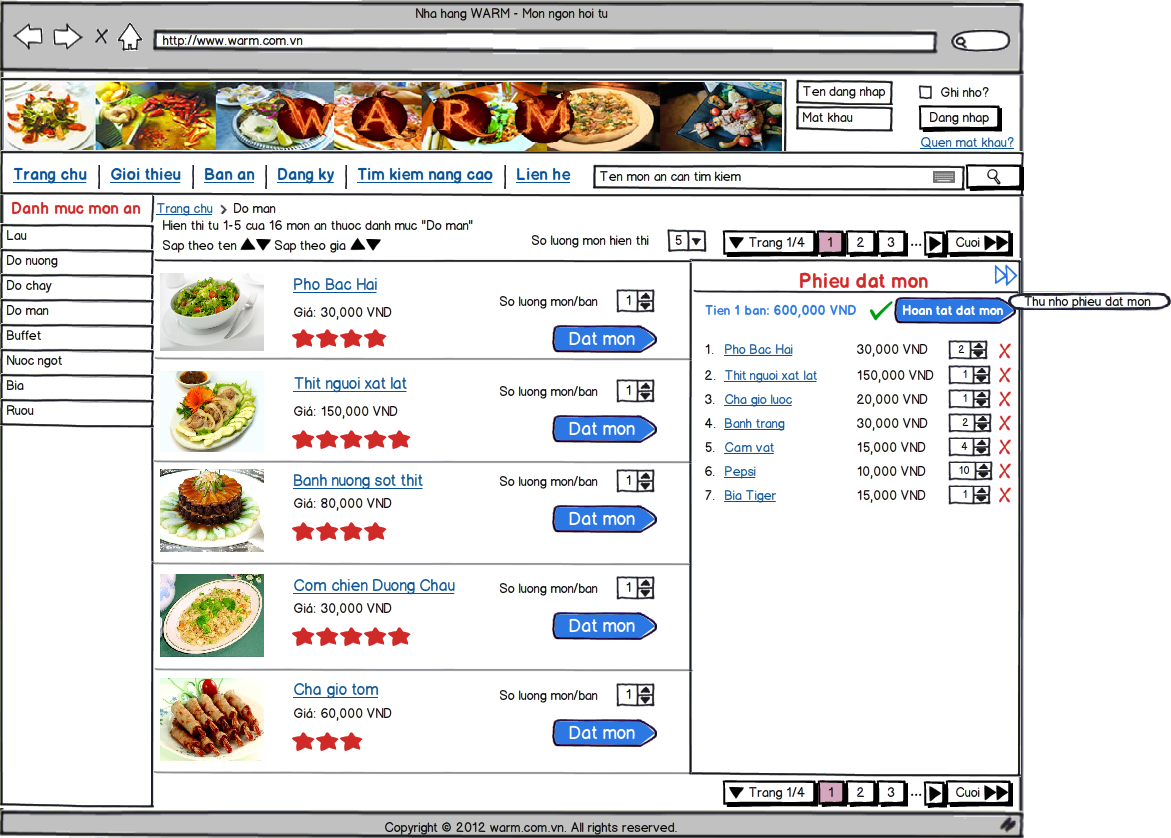 Nha hang WARM - Mon ngon hoi tu
http://www.warm.com.vn
WARM
Ten dang nhap
Ghi nho?
Mat khau
Dang nhap
Quen mat khau?
Trang chu | Gioi thieu | Ban an | Dang ky | Tim kiem nang cao | Lien he
Ten mon an can tim kiem
Danh muc mon an
Lau
Do nuong
Do chay
Do man
Buffet
Nuoc ngot
Bia
Ruou
Trang chu > Do man
Hien thi tu 1-5 cua 16 mon an thuoc danh muc "Do man"
Sap theo ten ▲▼ Sap theo gia ▲▼
So luong mon hien thi 5
▼ Trang 1/4 1 2 3 ... ▶ Cuoi ▶▶
Pho Bac Hai
Giá: 30,000 VND
So luong mon/ban 1
Dat mon
Thit nguoi xat lat
Giá: 150,000 VND
So luong mon/ban 1
Dat mon
Banh nuong sot thit
Giá: 80,000 VND
So luong mon/ban 1
Dat mon
Com chien Duong Chau
Giá: 30,000 VND
So luong mon/ban 1
Dat mon
Cha gio tom
Giá: 60,000 VND
So luong mon/ban 1
Dat mon
Phieu dat mon
Thu nho phieu dat mon
Tien 1 ban: 600,000 VND
Hoan tat dat mon
1. Pho Bac Hai 30,000 VND 2 X
2. Thit nguoi xat lat 150,000 VND 1 X
3. Cha gio luoc 20,000 VND 1 X
4. Banh trang 30,000 VND 2 X
5. Cam vat 15,000 VND 4 X
6. Pepsi 10,000 VND 10 X
7. Bia Tiger 15,000 VND 1 X
▼ Trang 1/4 1 2 3 ... ▶ Cuoi ▶▶
Copyright © 2012 warm.com.vn. All rights reserved.